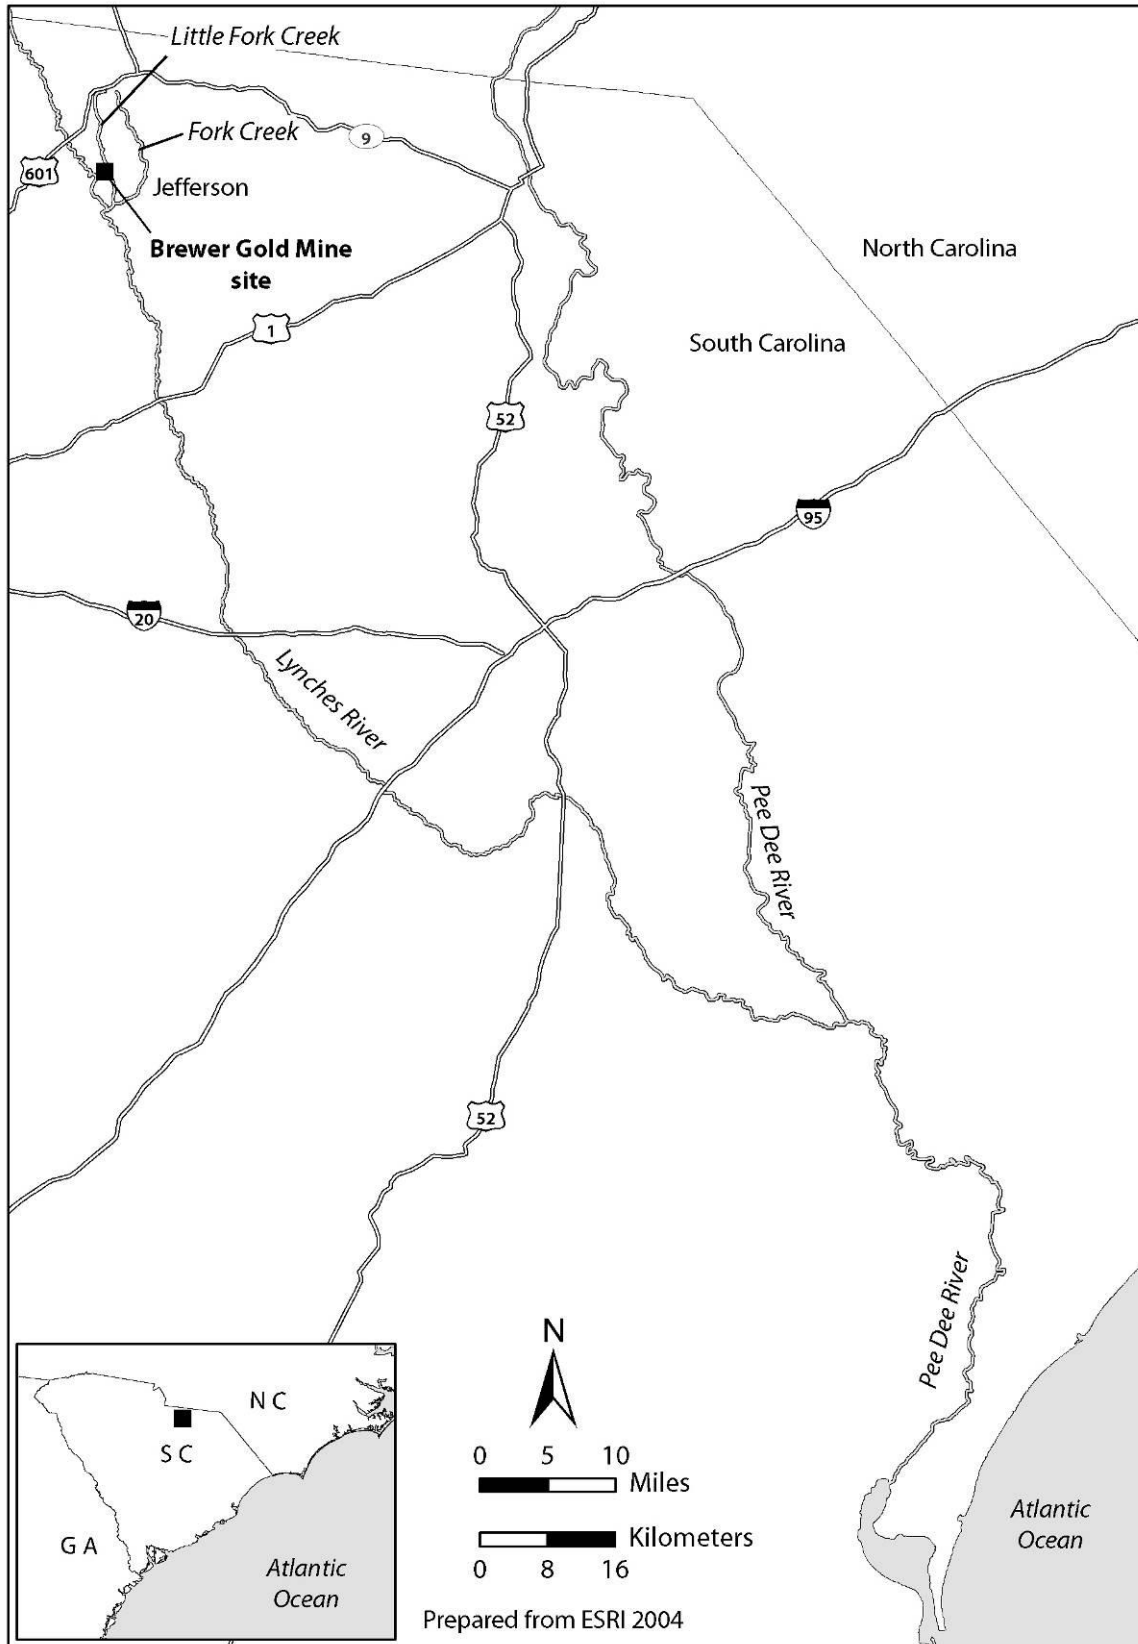 Little Fork Creek
Fork Creek
9
601
Jefferson
Brewer Gold Mine
site
North Carolina
1
South Carolina
52
95
20
Lynches River
Pee Dee River
52
Pee Dee River
N
0 5 10
Miles
Kilometers
0 8 16
Prepared from ESRI 2004
N C
S C
G A
Atlantic
Ocean
Atlantic
Ocean